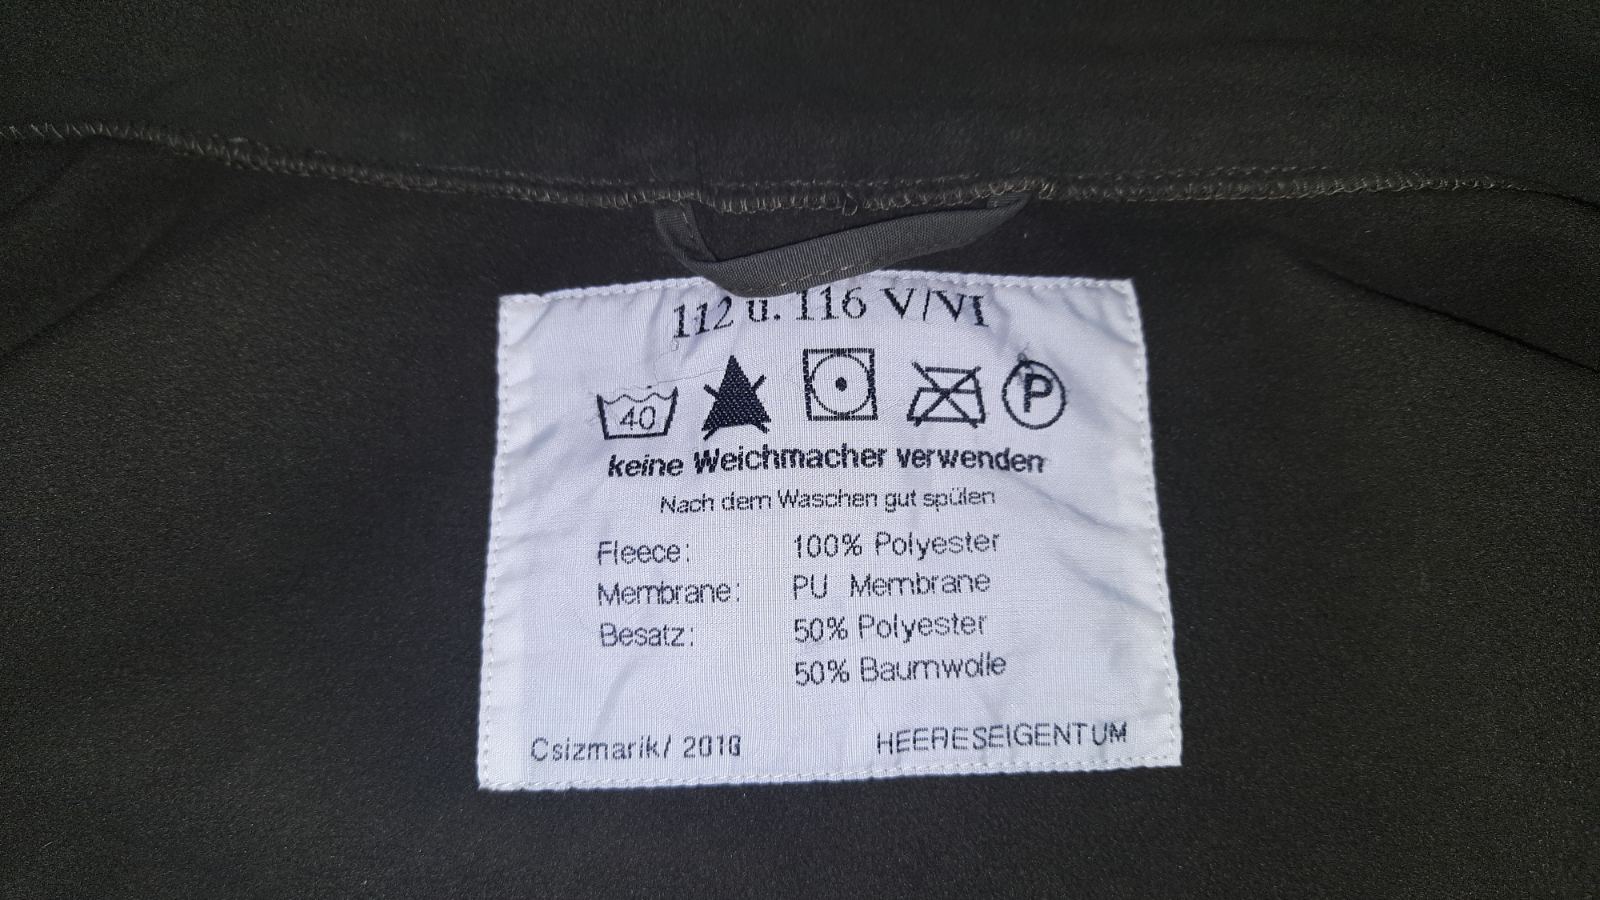 112 u. 116 V/VI
40 P
keine Weichmacher verwenden
Nach dem Waschen gut spülen
Fleece: 100% Polyester
Membrane: PU Membrane
Besatz: 50% Polyester
50% Baumwolle
Csizmarik/ HEERESEIGENTUM